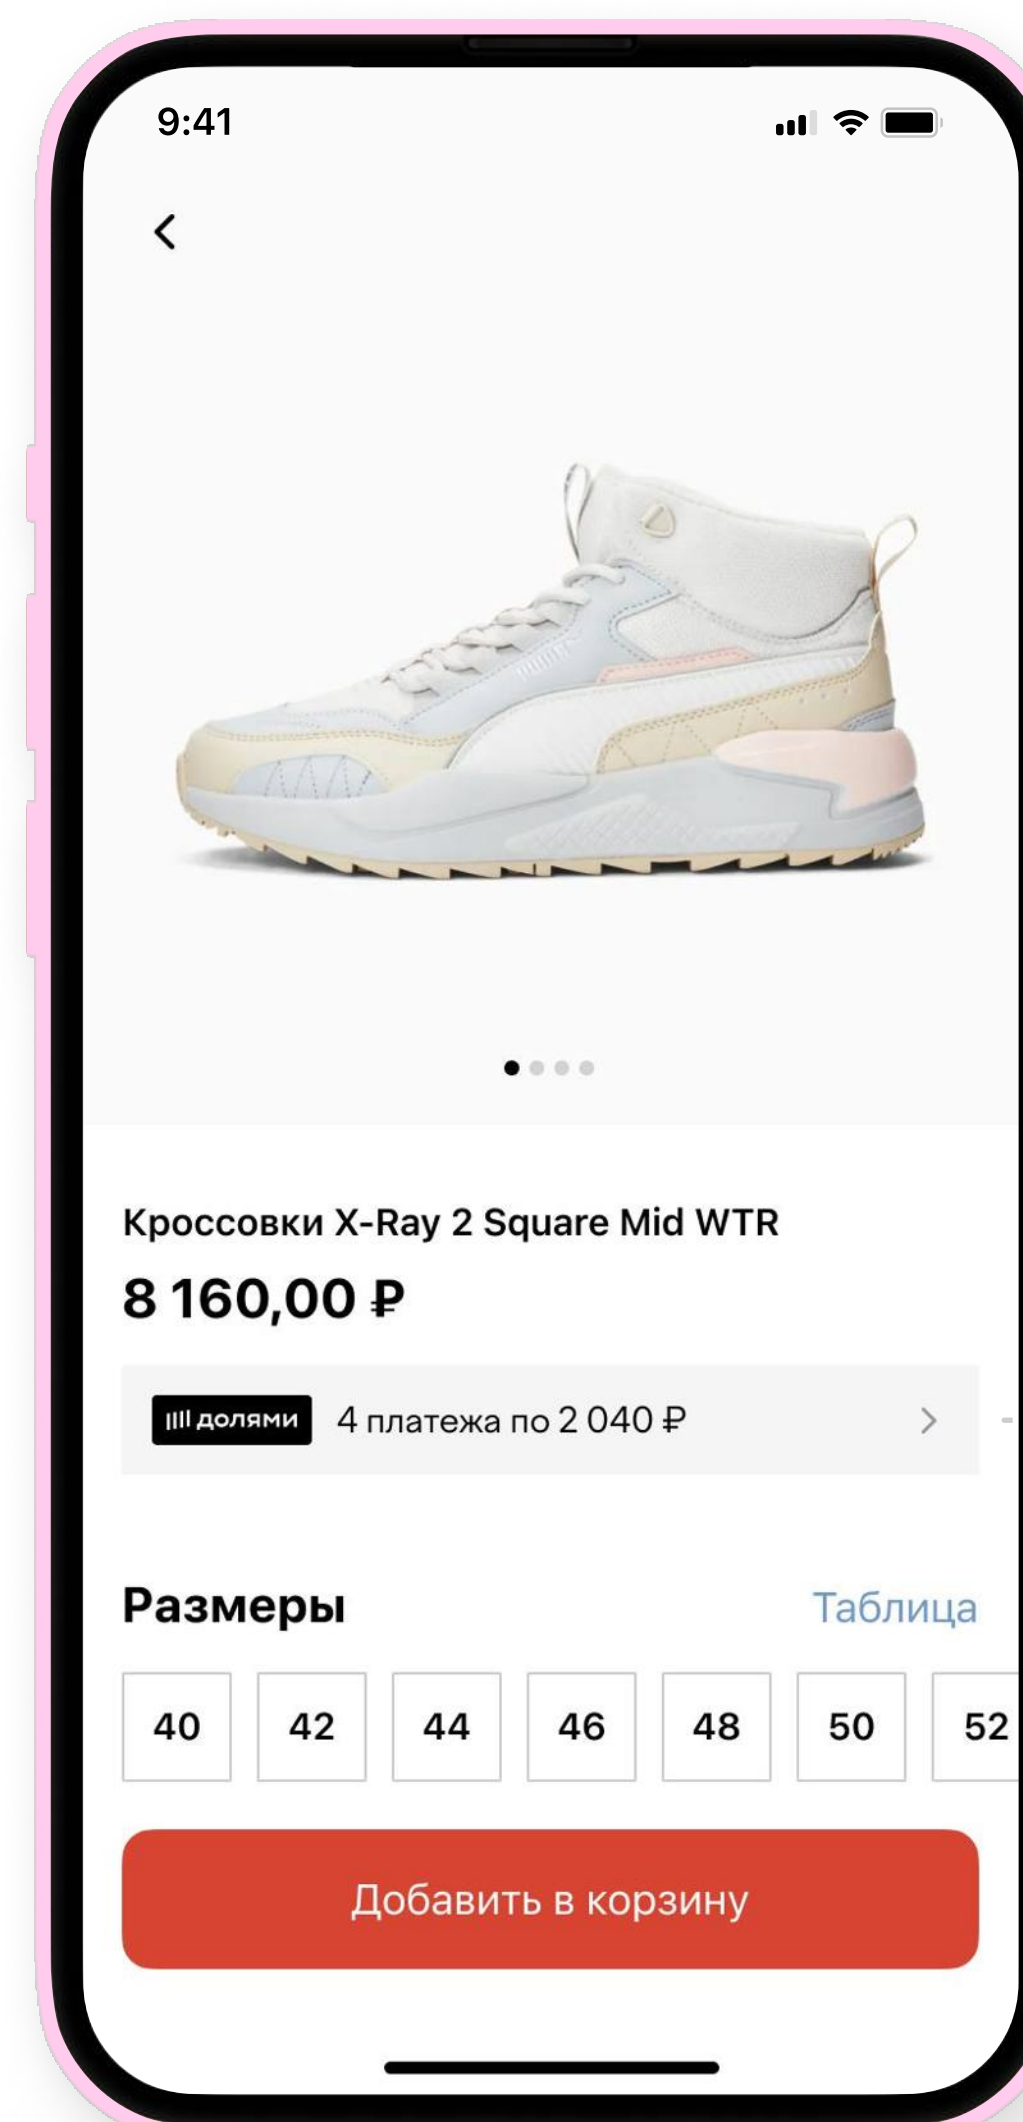 9:41
Кроссовки X-Ray 2 Square Mid WTR
8 160,00 ₽
долями 4 платежа по 2 040 ₽
Размеры Таблица
40 42 44 46 48 50 52
Добавить в корзину